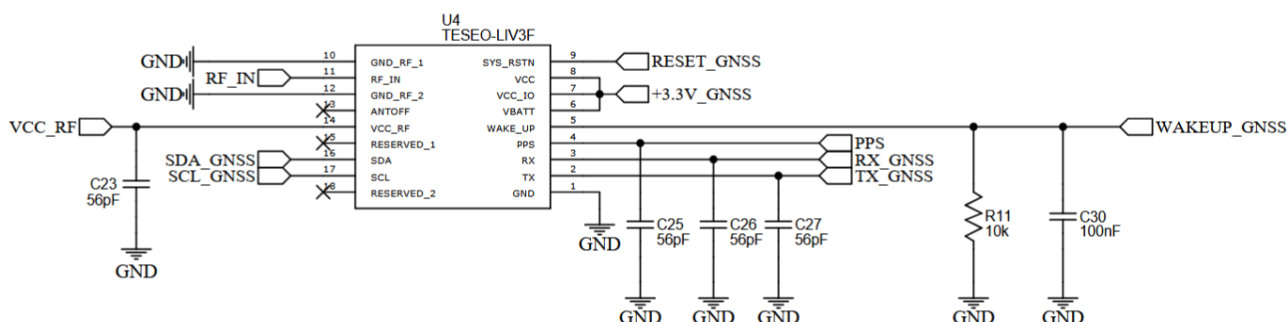 U4
TESEO-LIV3F
GND 10 GND_RF_1 SYS_RSTN 9 RESET_GNSS
RF_IN 11 RF_IN VCC 8
GND 12 GND_RF_2 VCC_IO 7 +3.3V_GNSS
13 ANTOFF VBATT 6
VCC_RF 14 VCC_RF WAKE_UP 5 WAKEUP_GNSS
15 RESERVED_1 PPS 4 PPS
SDA_GNSS 16 SDA RX 3 RX_GNSS
SCL_GNSS 17 SCL TX 2 TX_GNSS
18 RESERVED_2 GND 1
C23
56pF
GND
GND
C25
56pF
GND
C26
56pF
GND
C27
56pF
GND
R11
10k
GND
C30
100nF
GND